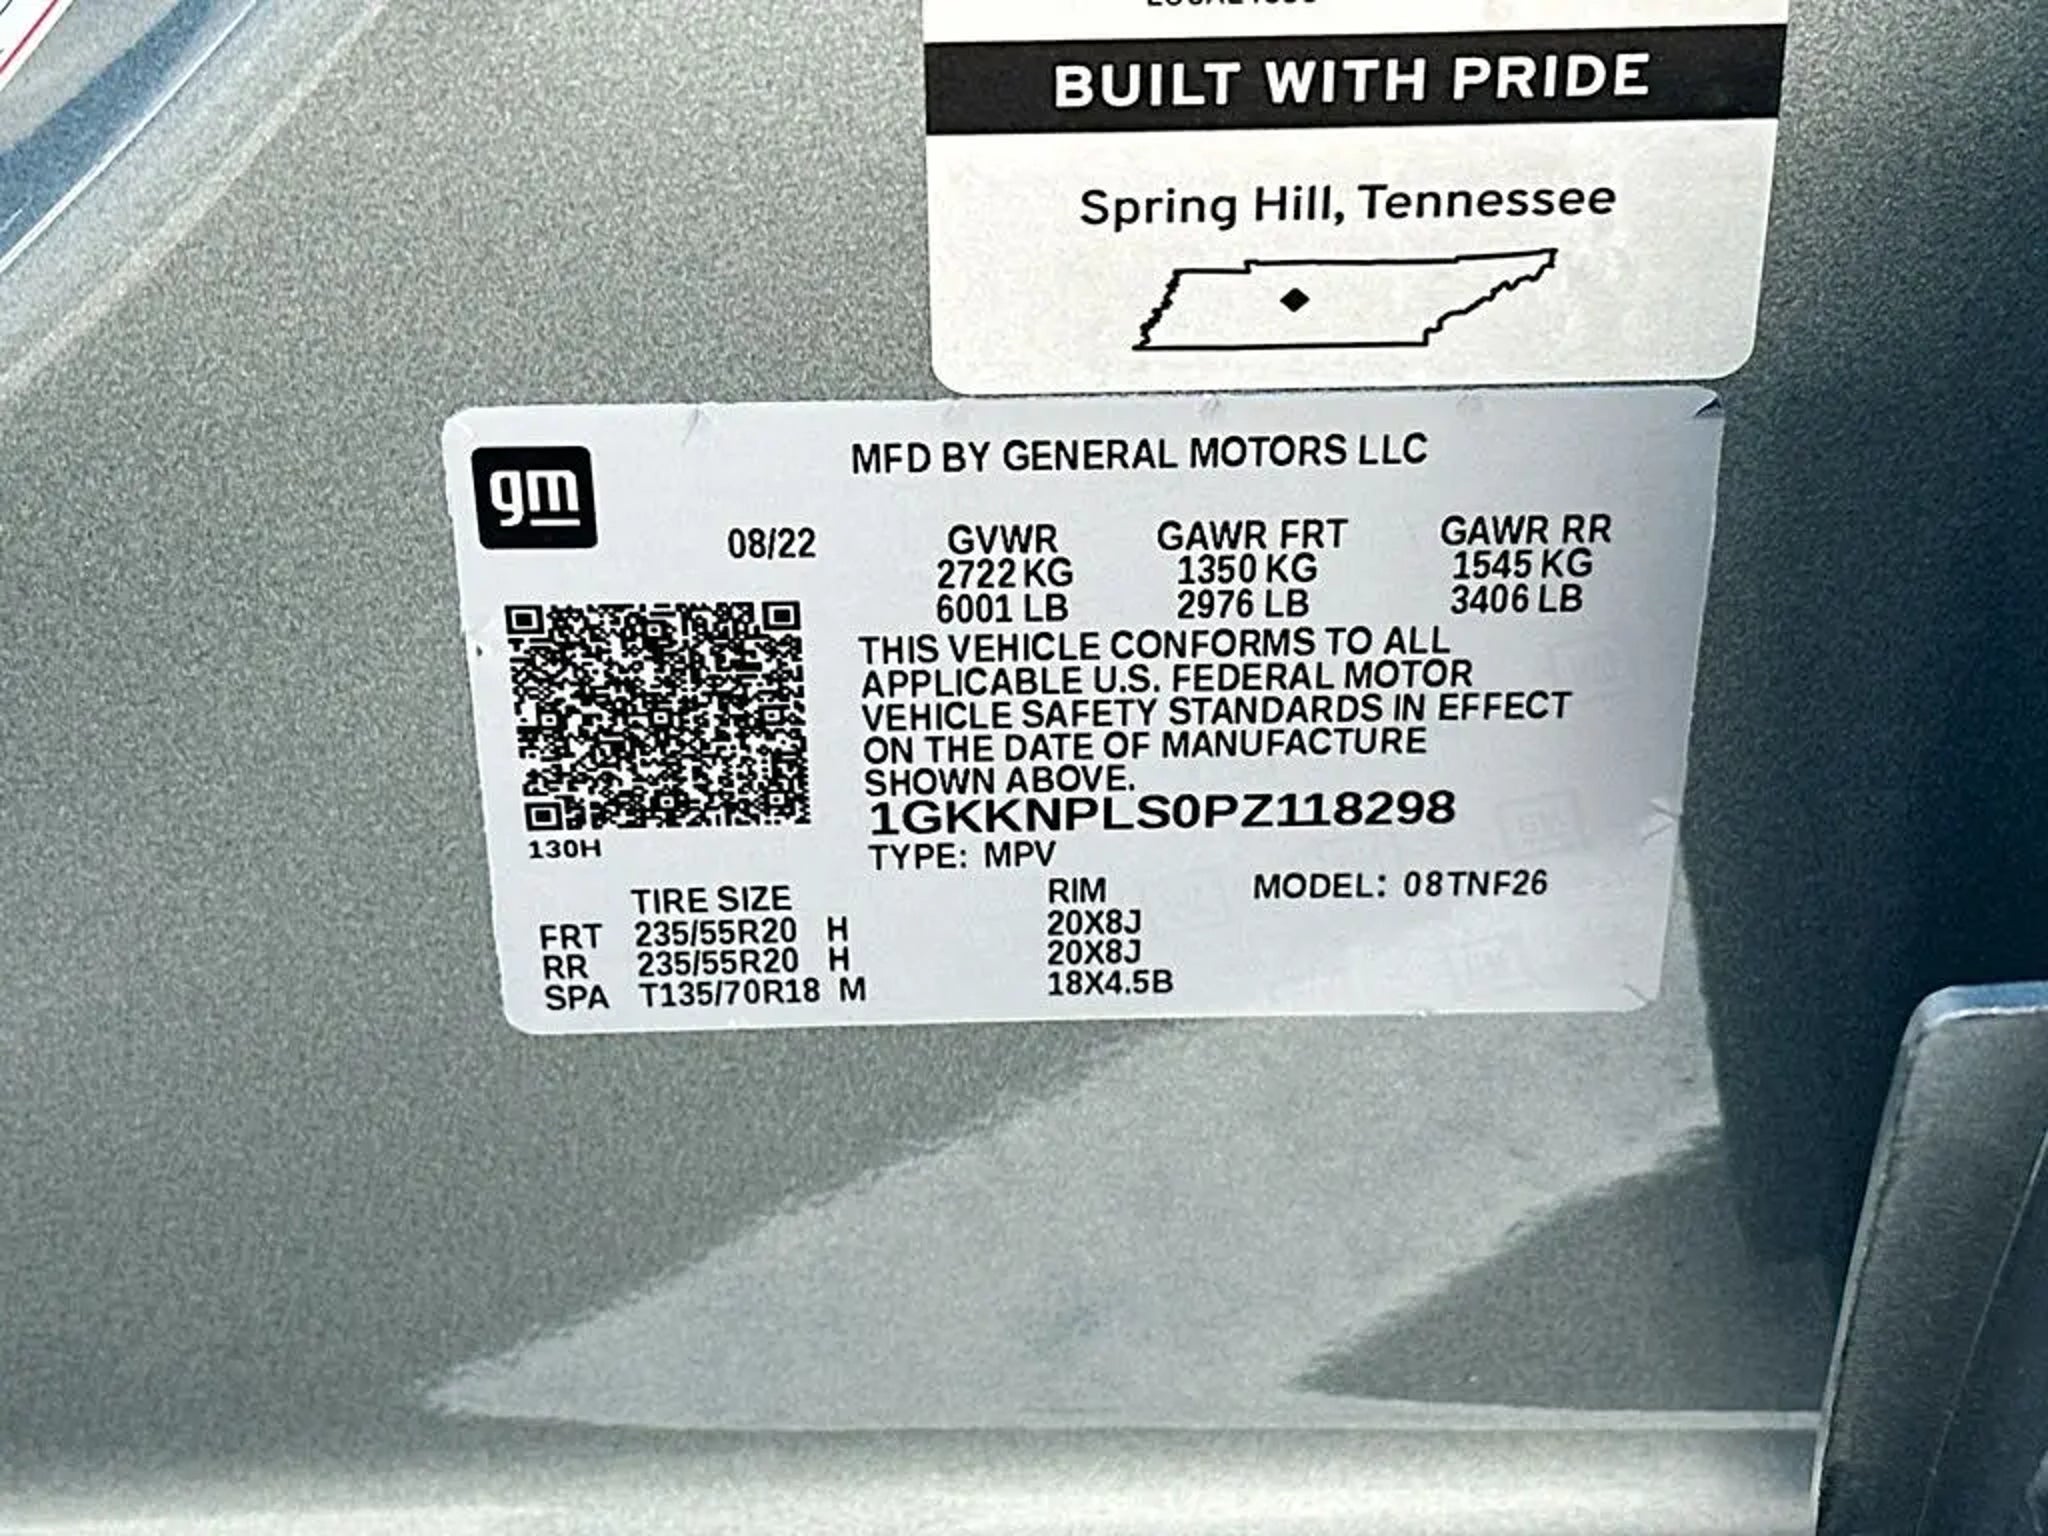 BUILT WITH PRIDE
Spring Hill, Tennessee
gm
MFD BY GENERAL MOTORS LLC
08/22 GVWR GAWR FRT GAWR RR
2722 KG 1350 KG 1545 KG
6001 LB 2976 LB 3406 LB
THIS VEHICLE CONFORMS TO ALL
APPLICABLE U.S. FEDERAL MOTOR
VEHICLE SAFETY STANDARDS IN EFFECT
ON THE DATE OF MANUFACTURE
SHOWN ABOVE.
1GKKNPLS0PZ118298
130H
TYPE: MPV
TIRE SIZE RIM MODEL: 08TNF26
FRT 235/55R20 H 20X8J
RR 235/55R20 H 20X8J
SPA T135/70R18 M 18X4.5B